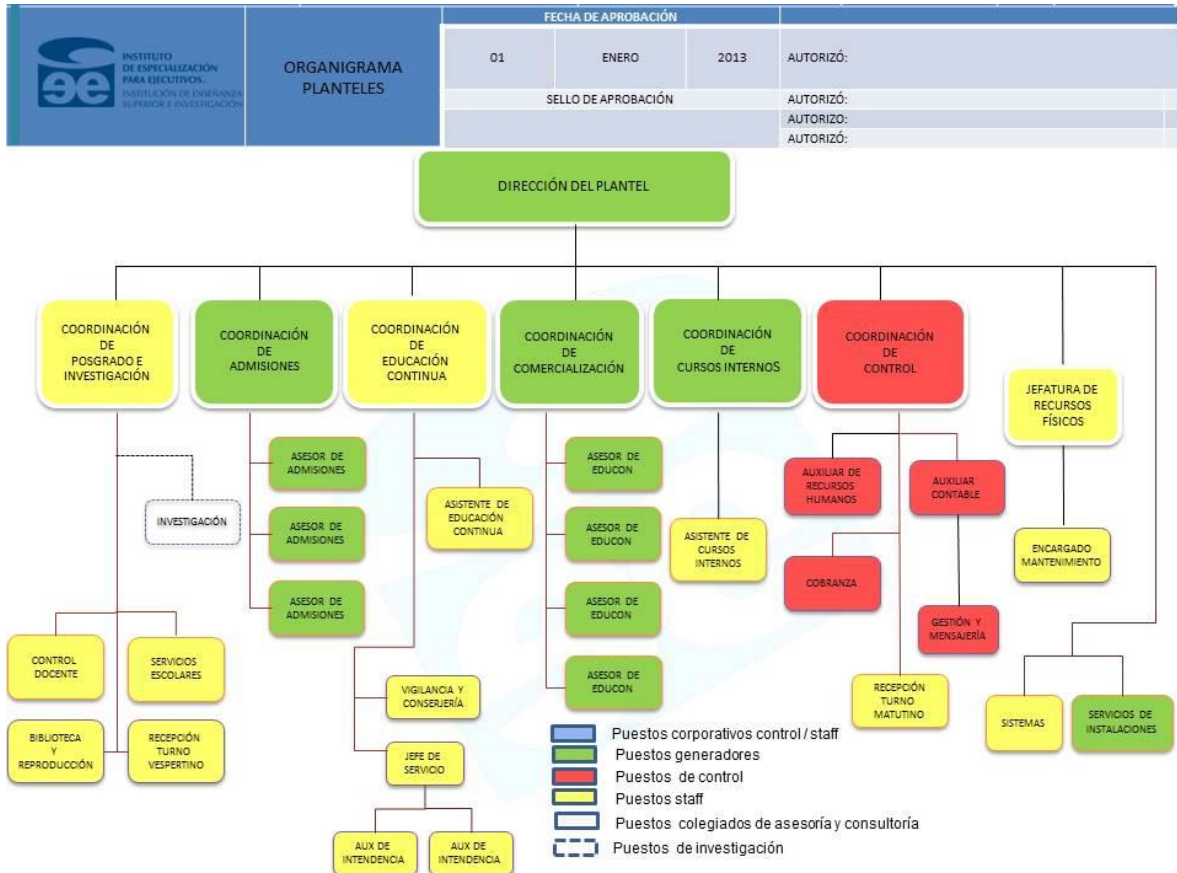 FECHA DE APROBACIÓN
INSTITUTO
DE ESPECIALIZACIÓN
PARA EJECUTIVOS.
INSTITUCIÓN DE ENSEÑANZA
SUPERIOR E INVESTIGACIÓN
ORGANIGRAMA
PLANTELES
01
ENERO
2013
AUTORIZÓ:
SELLO DE APROBACIÓN
AUTORIZÓ:
AUTORIZO:
AUTORIZÓ:
DIRECCIÓN DEL PLANTEL
COORDINACIÓN
DE
POSGRADO E
INVESTIGACIÓN
COORDINACIÓN
DE
ADMISIONES
COORDINACIÓN
DE
EDUCACIÓN
CONTINUA
COORDINACIÓN
DE
COMERCIALIZACIÓN
COORDINACIÓN
DE
CURSOS INTERNOS
COORDINACIÓN
DE
CONTROL
JEFATURA DE
RECURSOS
FÍSICOS
INVESTIGACIÓN
ASESOR DE
ADMISIONES
ASESOR DE
ADMISIONES
ASESOR DE
ADMISIONES
ASISTENTE DE
EDUCACIÓN
CONTINUA
ASESOR DE
EDUCON
ASESOR DE
EDUCON
ASESOR DE
EDUCON
ASESOR DE
EDUCON
ASISTENTE DE
CURSOS
INTERNOS
AUXILIAR DE
RECURSOS
HUMANOS
AUXILIAR
CONTABLE
COBRANZA
GESTIÓN Y
MENSAJERÍA
ENCARGADO
MANTENIMIENTO
CONTROL
DOCENTE
SERVICIOS
ESCOLARES
BIBLIOTECA
Y
REPRODUCCIÓN
RECEPCIÓN
TURNO
VESPERTINO
VIGILANCIA Y
CONSERJERÍA
JEFE DE
SERVICIO
AUX DE
INTENDENCIA
AUX DE
INTENDENCIA
RECEPCIÓN
TURNO
MATUTINO
SISTEMAS
SERVICIOS DE
INSTALACIONES
Puestos corporativos control / staff
Puestos generadores
Puestos de control
Puestos staff
Puestos colegiados de asesoría y consultoría
Puestos de investigación